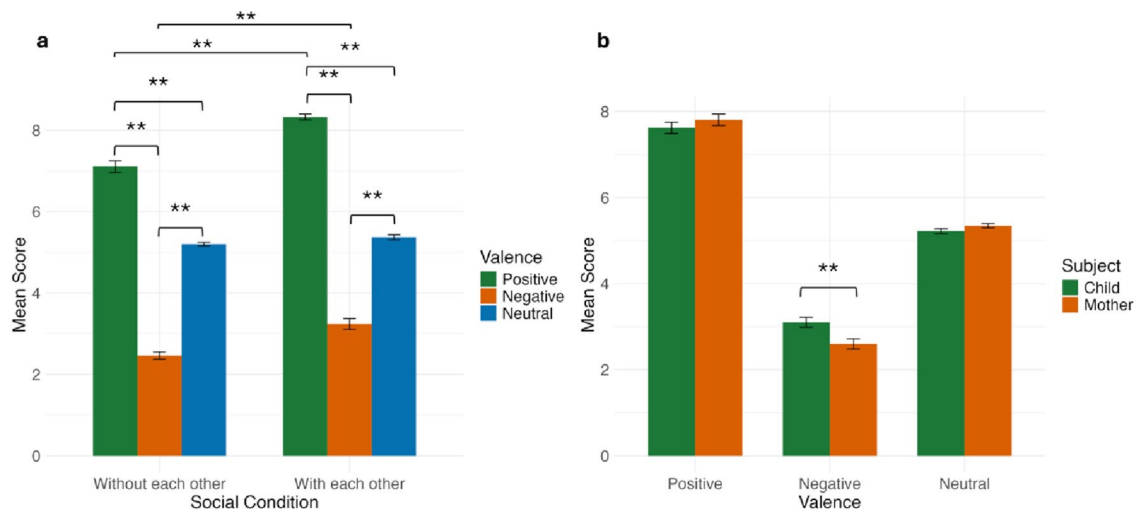 a
**
**
**
**
**
**
**
**
8
6
4
2
0
Mean Score
Without each other
With each other
Social Condition
Valence
Positive
Negative
Neutral
b
8
6
4
2
0
Mean Score
**
Positive
Negative
Neutral
Valence
Subject
Child
Mother